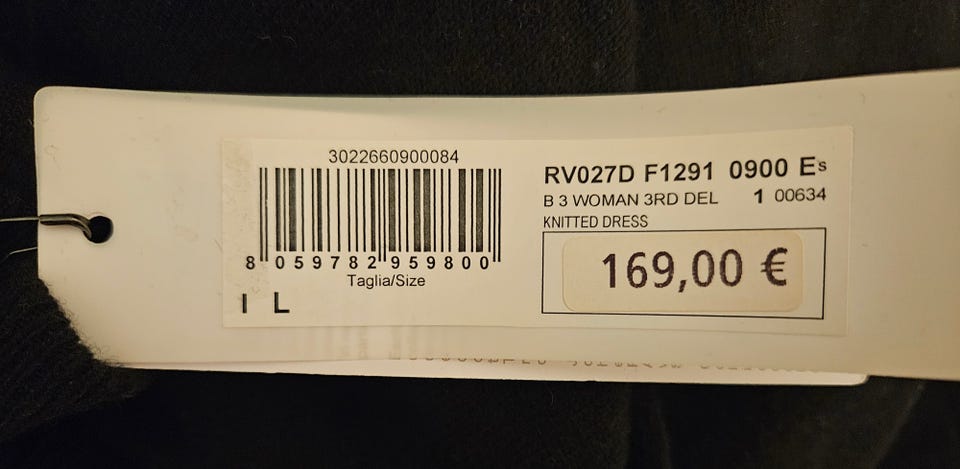 3022660900084
8 059782 959800
Taglia/Size
I L
RV027D F1291 0900 Es
B 3 WOMAN 3RD DEL 1 00634
KNITTED DRESS
169,00 €